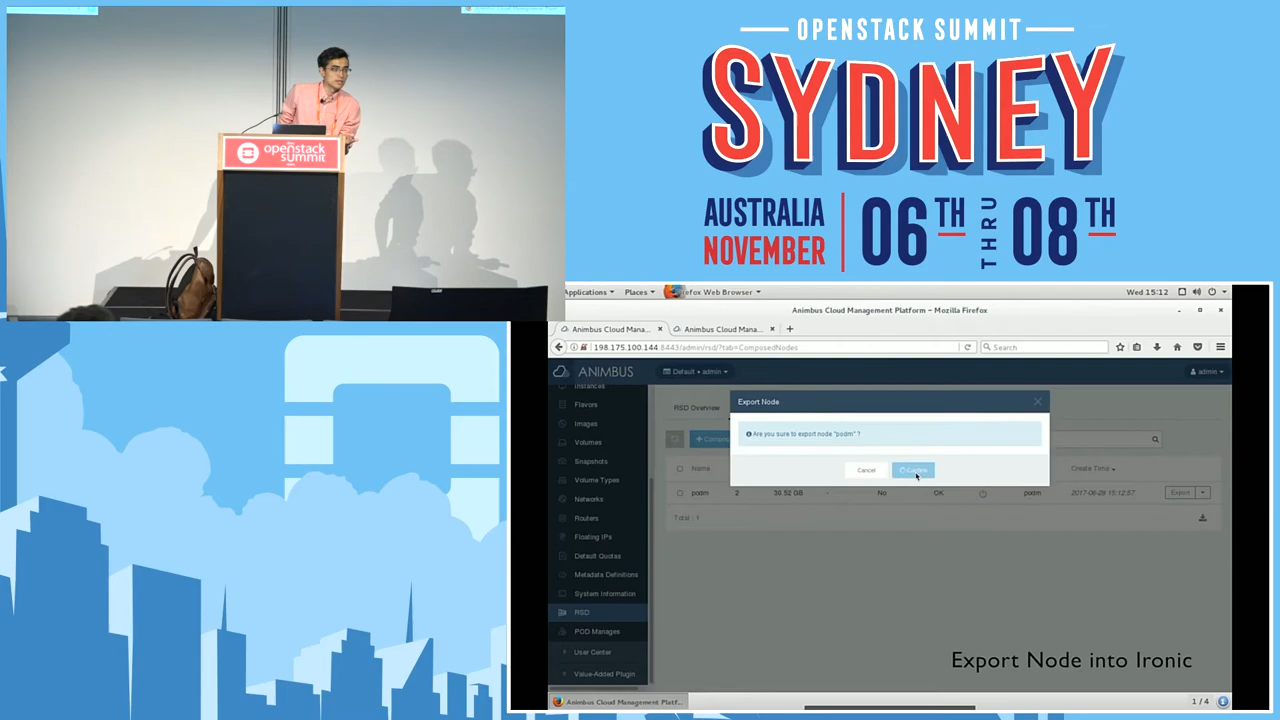 OPENSTACK SUMMIT
SYDNEY
AUSTRALIA
NOVEMBER
06TH
THRU
08TH
openstack
summit
Applications
Places
Firefox Web Browser
Wed 15:12
Animbus Cloud Management Platform – Mozilla Firefox
Animbus Cloud Mana...
Animbus Cloud Mana...
198.175.100.144:8443/admin/rsd/?tab=ComposedNodes
Search
ANIMBUS
Default • admin
admin
Instances
Flavors
Images
Volumes
Snapshots
Volume Types
Networks
Routers
Floating IPs
Default Quotas
Metadata Definitions
System Information
RSD
POD Manages
User Center
Value-Added Plugin
RSD Overview
Export Node
Are you sure to export node "podm" ?
Cancel
Confirm
Name
Create Time
podm 2 30.52 GB - No OK podm 2017-06-28 15:12:57 Export
Total : 1
Export Node into Ironic
Animbus Cloud Management Platf...
1 / 4